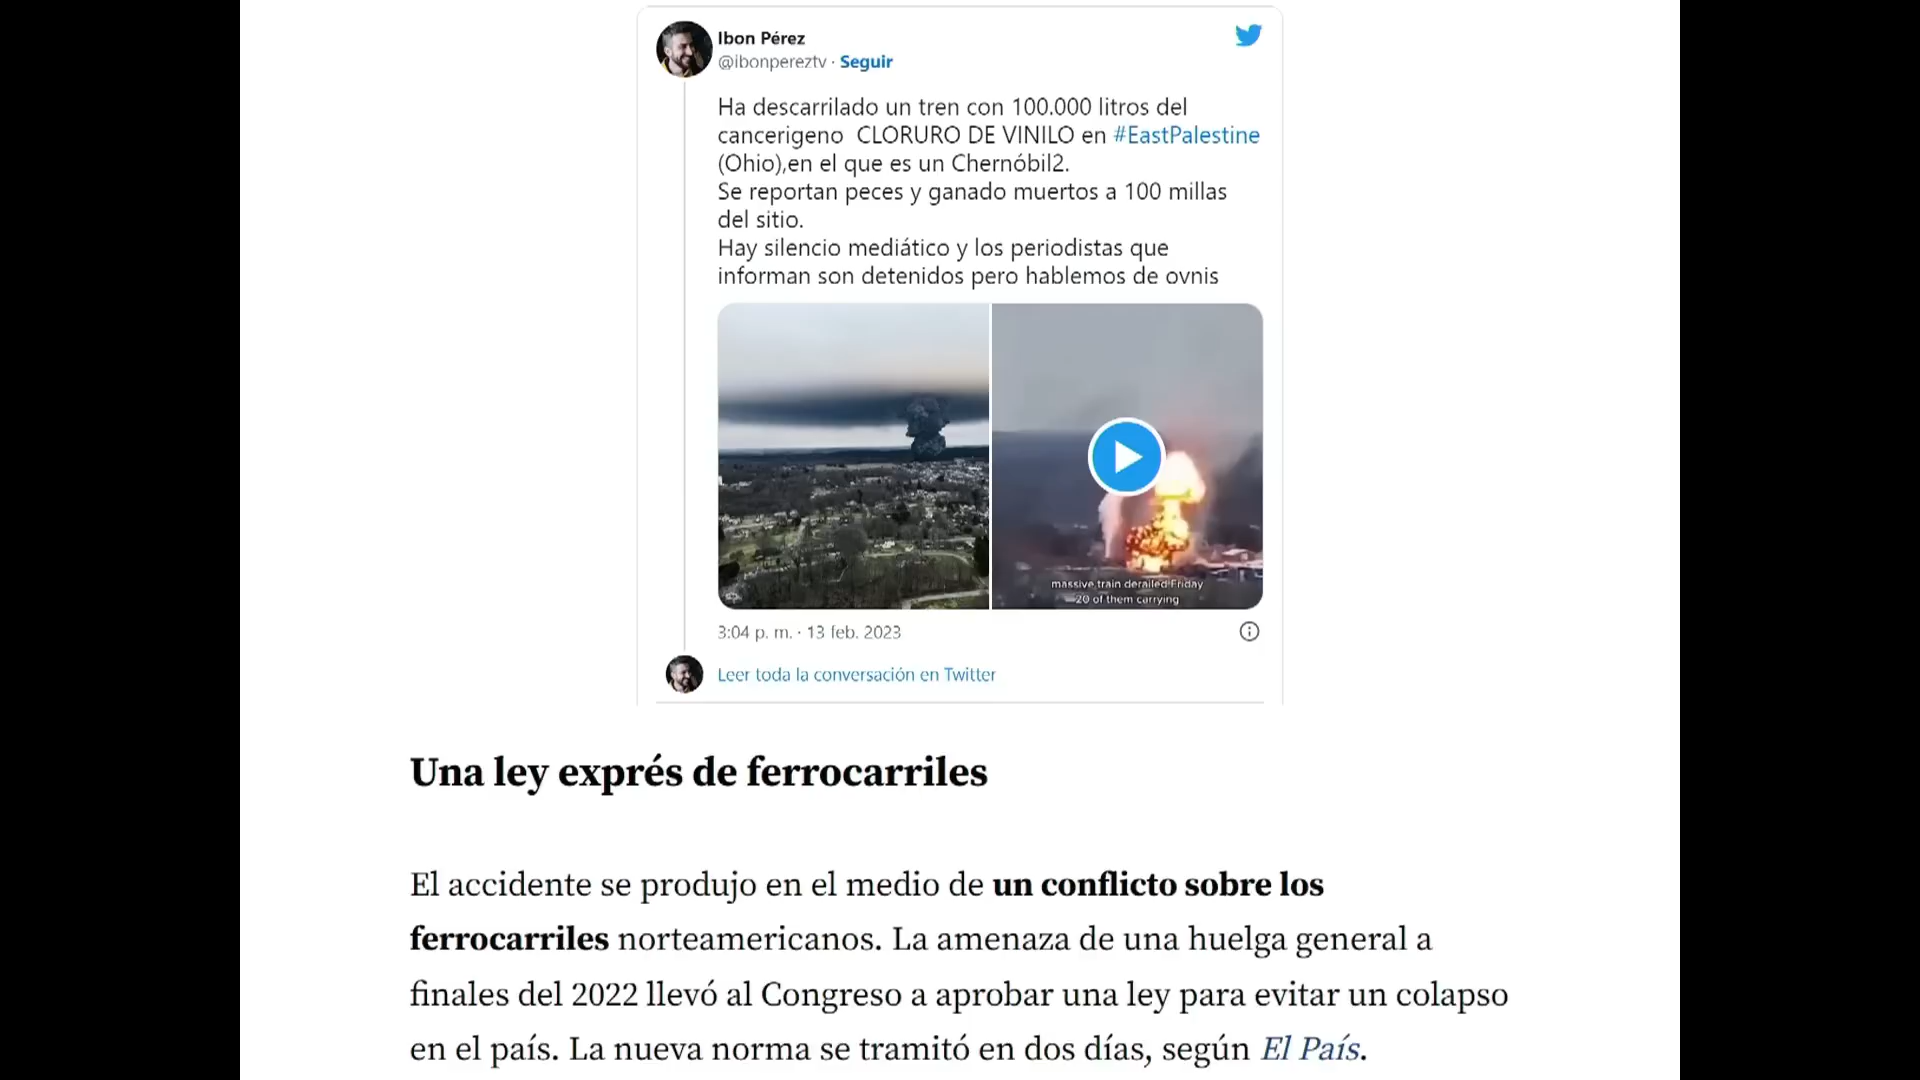 Ibon Pérez
@ibonpereztv · Seguir
Ha descarrilado un tren con 100.000 litros del
cancerigeno CLORURO DE VINILO en #EastPalestine
(Ohio),en el que es un Chernóbil2.
Se reportan peces y ganado muertos a 100 millas
del sitio.
Hay silencio mediático y los periodistas que
informan son detenidos pero hablemos de ovnis
massive train derailed Friday
20 of them carrying
3:04 p. m. · 13 feb. 2023
Leer toda la conversación en Twitter
Una ley exprés de ferrocarriles
El accidente se produjo en el medio de un conflicto sobre los
ferrocarriles norteamericanos. La amenaza de una huelga general a
finales del 2022 llevó al Congreso a aprobar una ley para evitar un colapso
en el país. La nueva norma se tramitó en dos días, según El País.